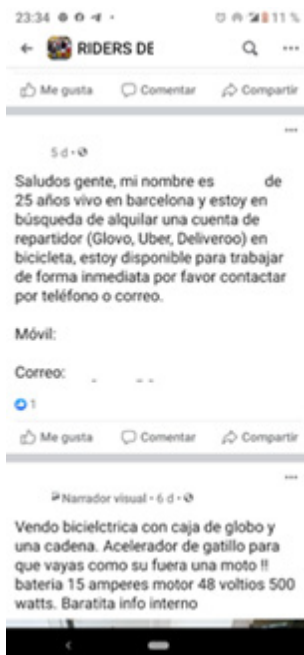 23:34
11 %
RIDERS DE
Me gusta Comentar Compartir
5 d
Saludos gente, mi nombre es de
25 años vivo en barcelona y estoy en
búsqueda de alquilar una cuenta de
repartidor (Glovo, Uber, Deliveroo) en
bicicleta, estoy disponible para trabajar
de forma inmediata por favor contactar
por teléfono o correo.
Móvil:
Correo:
1
Me gusta Comentar Compartir
Narrador visual · 6 d
Vendo bicielctrica con caja de globo y
una cadena. Acelerador de gatillo para
que vayas como su fuera una moto !!
bateria 15 amperes motor 48 voltios 500
watts. Baratita info interno